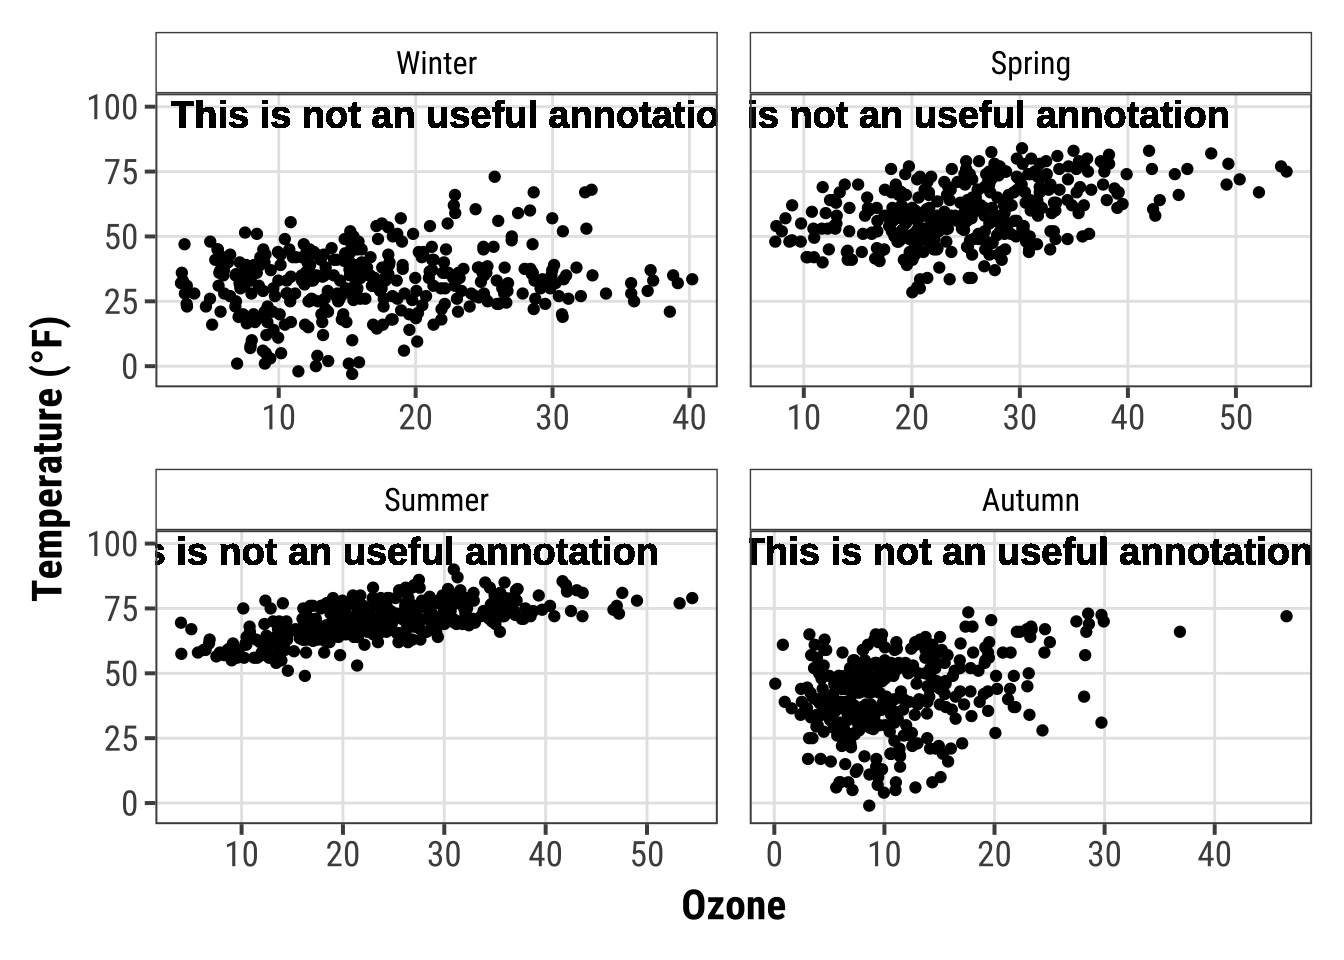 Winter
Spring
This is not an useful annotatio
is not an useful annotation
100
75
50
25
0
10 20 30 40
10 20 30 40 50
Temperature (°F)
Summer
Autumn
s is not an useful annotation
This is not an useful annotation
100
75
50
25
0
10 20 30 40 50
0 10 20 30 40
Ozone